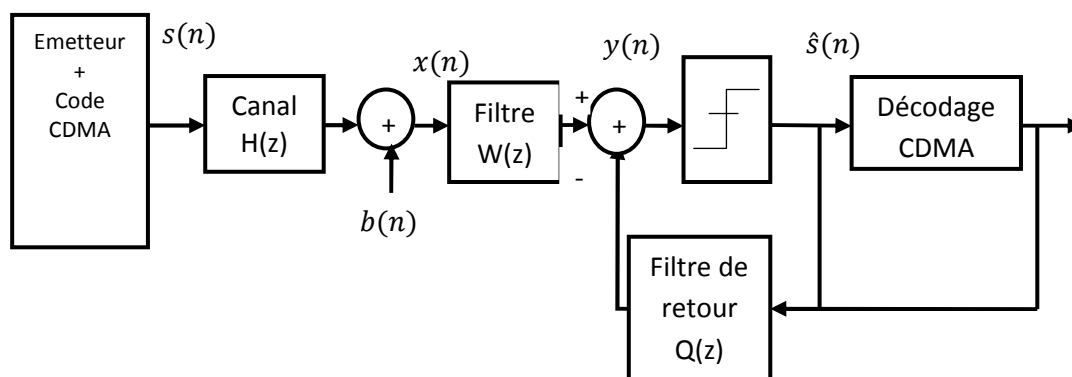 Emetteur
+
Code
CDMA
s(n)
Canal
H(z)
+
b(n)
x(n)
Filtre
W(z)
+
+
-
y(n)
ŝ(n)
Décodage
CDMA
Filtre de
retour
Q(z)